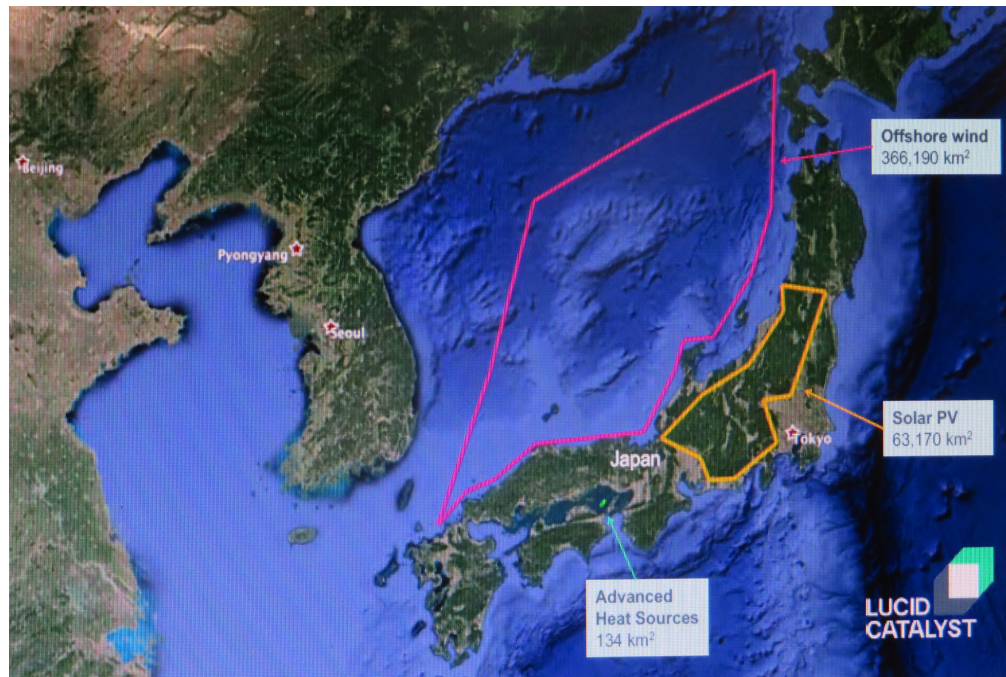 Beijing
Pyongyang
Seoul
Offshore wind
366,190 km²
Solar PV
63,170 km²
Tokyo
Japan
Advanced
Heat Sources
134 km²
LUCID
CATALYST